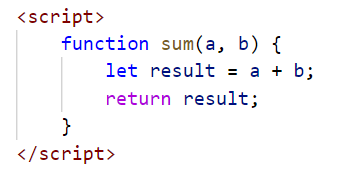 <script>
    function sum(a, b) {
        let result = a + b;
        return result;
    }
</script>